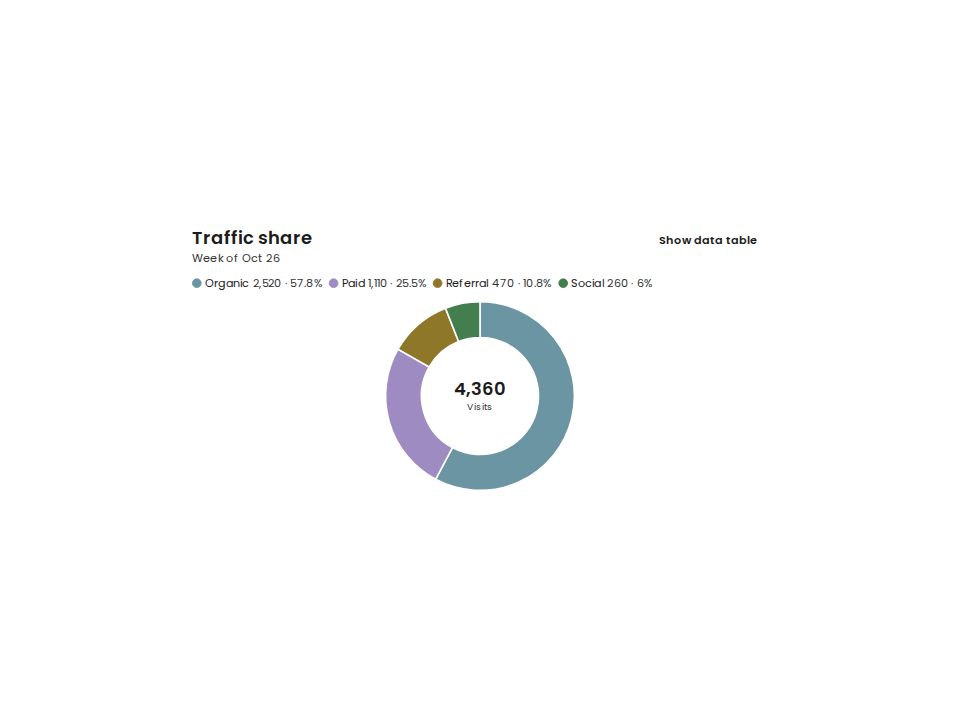 Traffic share
Show data table
Week of Oct 26
Organic 2,520 · 57.8% Paid 1,110 · 25.5% Referral 470 · 10.8% Social 260 · 6%
4,360
Visits